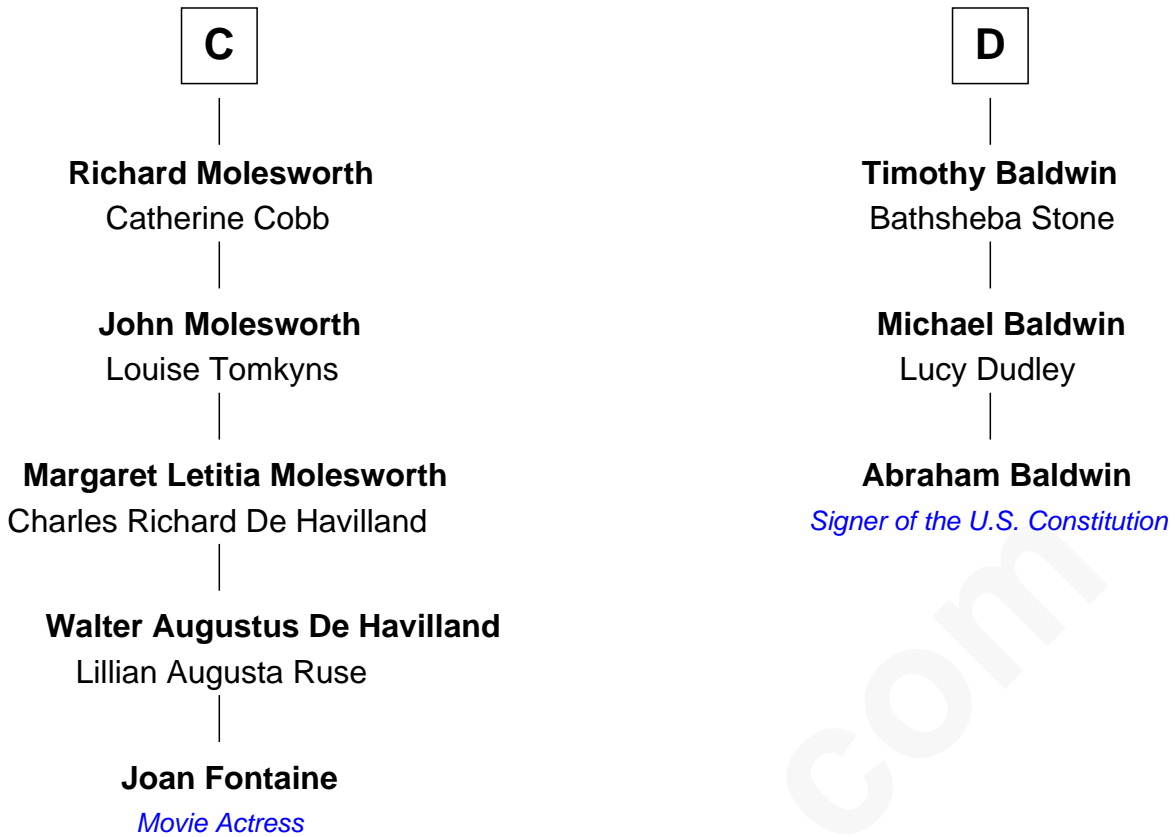 C
Richard Molesworth
Catherine Cobb
John Molesworth
Louise Tomkyns
Margaret Letitia Molesworth
Charles Richard De Havilland
Walter Augustus De Havilland
Lillian Augusta Ruse
Joan Fontaine
Movie Actress
D
Timothy Baldwin
Bathsheba Stone
Michael Baldwin
Lucy Dudley
Abraham Baldwin
Signer of the U.S. Constitution
com